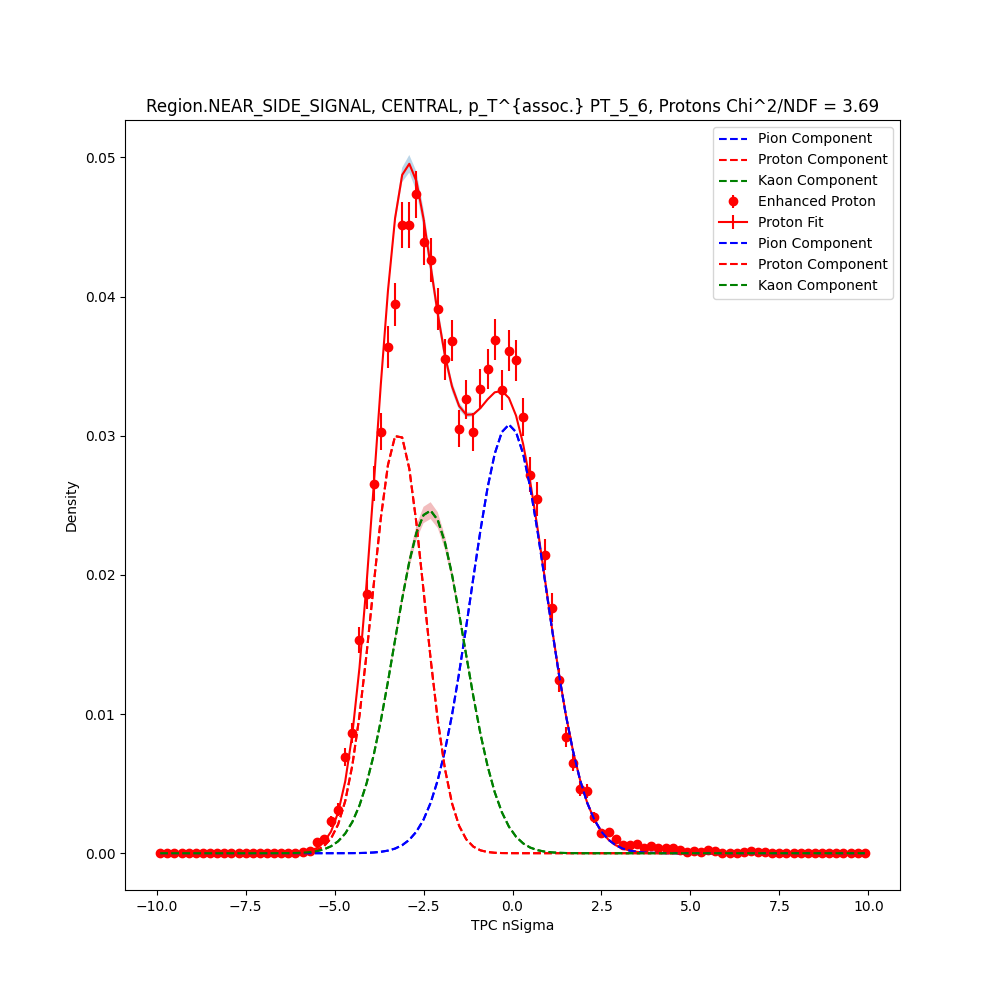 Region.NEAR_SIDE_SIGNAL, CENTRAL, p_T^{assoc.} PT_5_6, Protons Chi^2/NDF = 3.69
Pion Component
Proton Component
Kaon Component
Enhanced Proton
Proton Fit
Pion Component
Proton Component
Kaon Component
0.05
0.04
0.03
0.02
0.01
0.00
Density
−10.0 −7.5 −5.0 −2.5 0.0 2.5 5.0 7.5 10.0
TPC nSigma